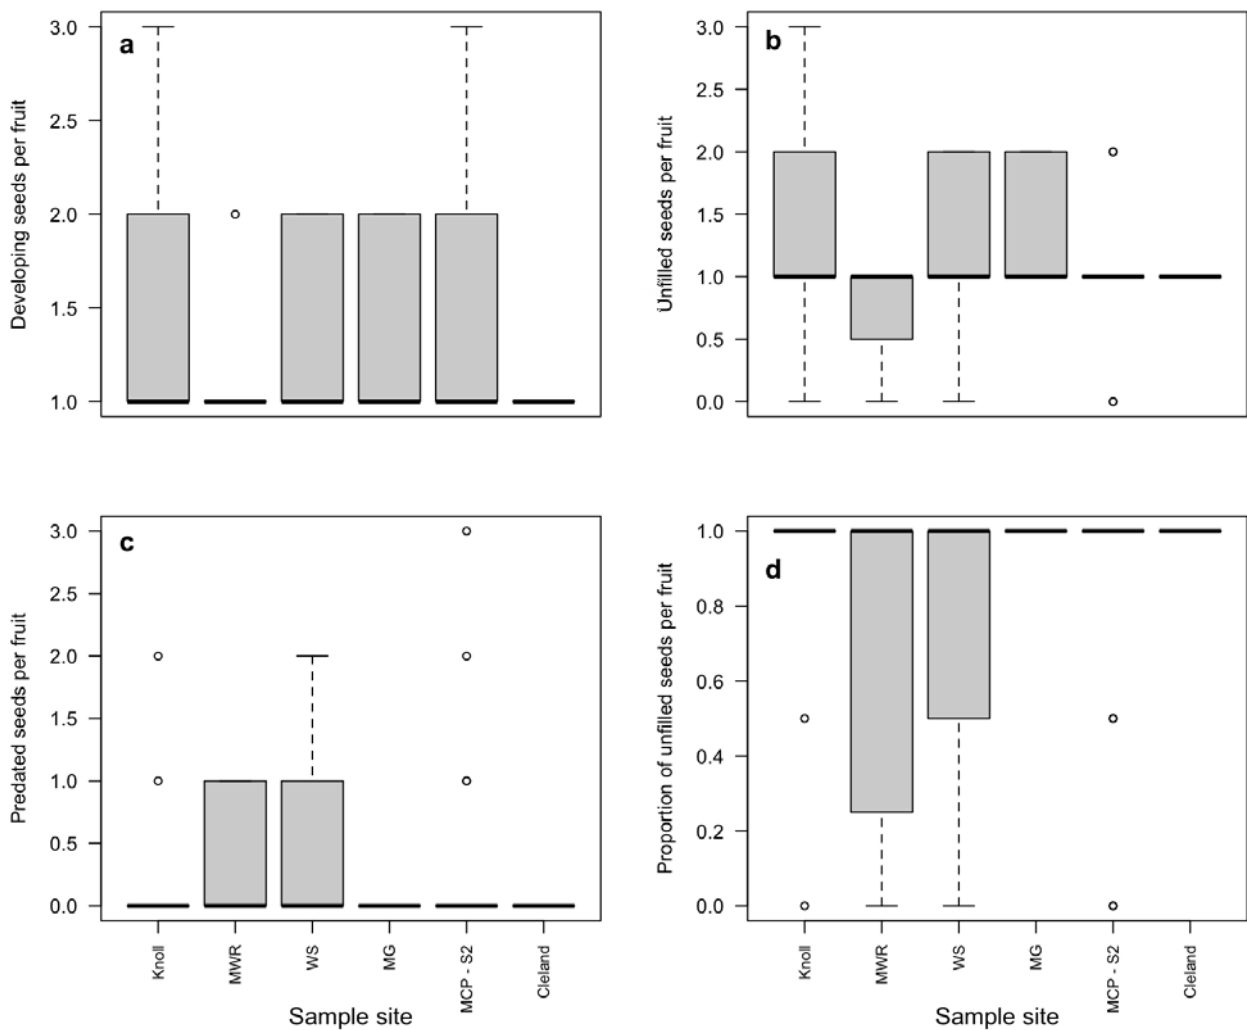 a
Developing seeds per fruit
3.0
2.5
2.0
1.5
1.0
b
Unfilled seeds per fruit
3.0
2.5
2.0
1.5
1.0
0.5
0.0
c
Predated seeds per fruit
3.0
2.5
2.0
1.5
1.0
0.5
0.0
Knoll
MWR
WS
MG
MCP - S2
Cleland
Sample site
d
Proportion of unfilled seeds per fruit
1.0
0.8
0.6
0.4
0.2
0.0
Knoll
MWR
WS
MG
MCP - S2
Cleland
Sample site